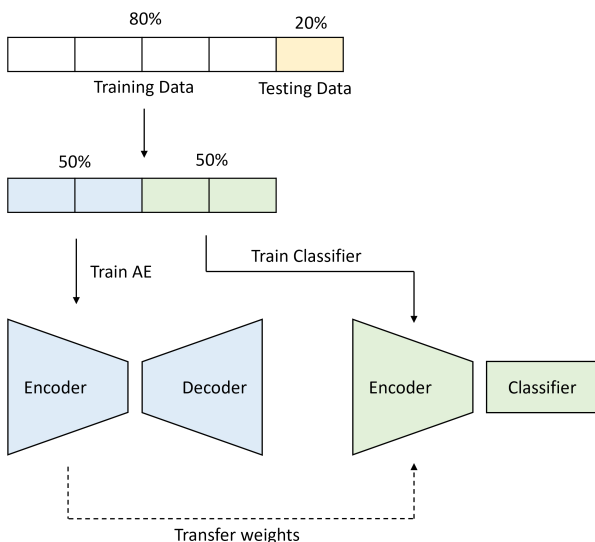 80%
20%
Training Data
Testing Data
50%
50%
Train AE
Train Classifier
Encoder
Decoder
Encoder
Classifier
Transfer weights